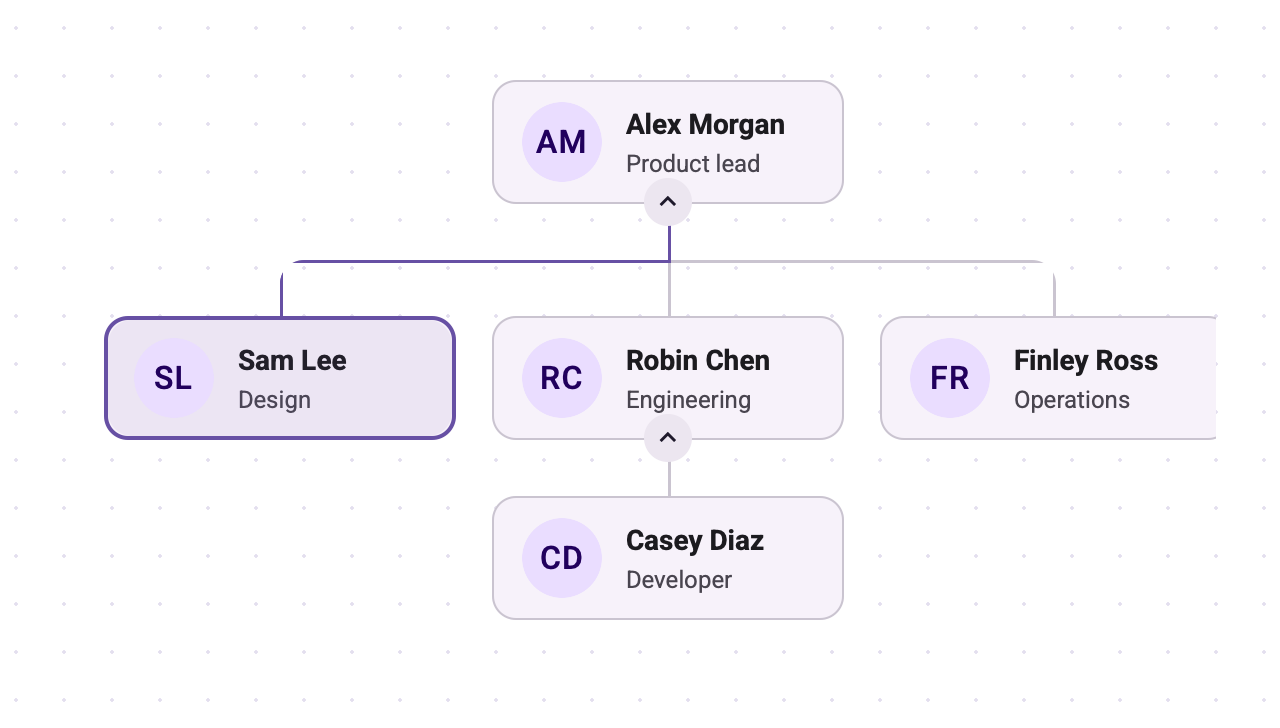 AM
Alex Morgan
Product lead
SL
Sam Lee
Design
RC
Robin Chen
Engineering
FR
Finley Ross
Operations
CD
Casey Diaz
Developer